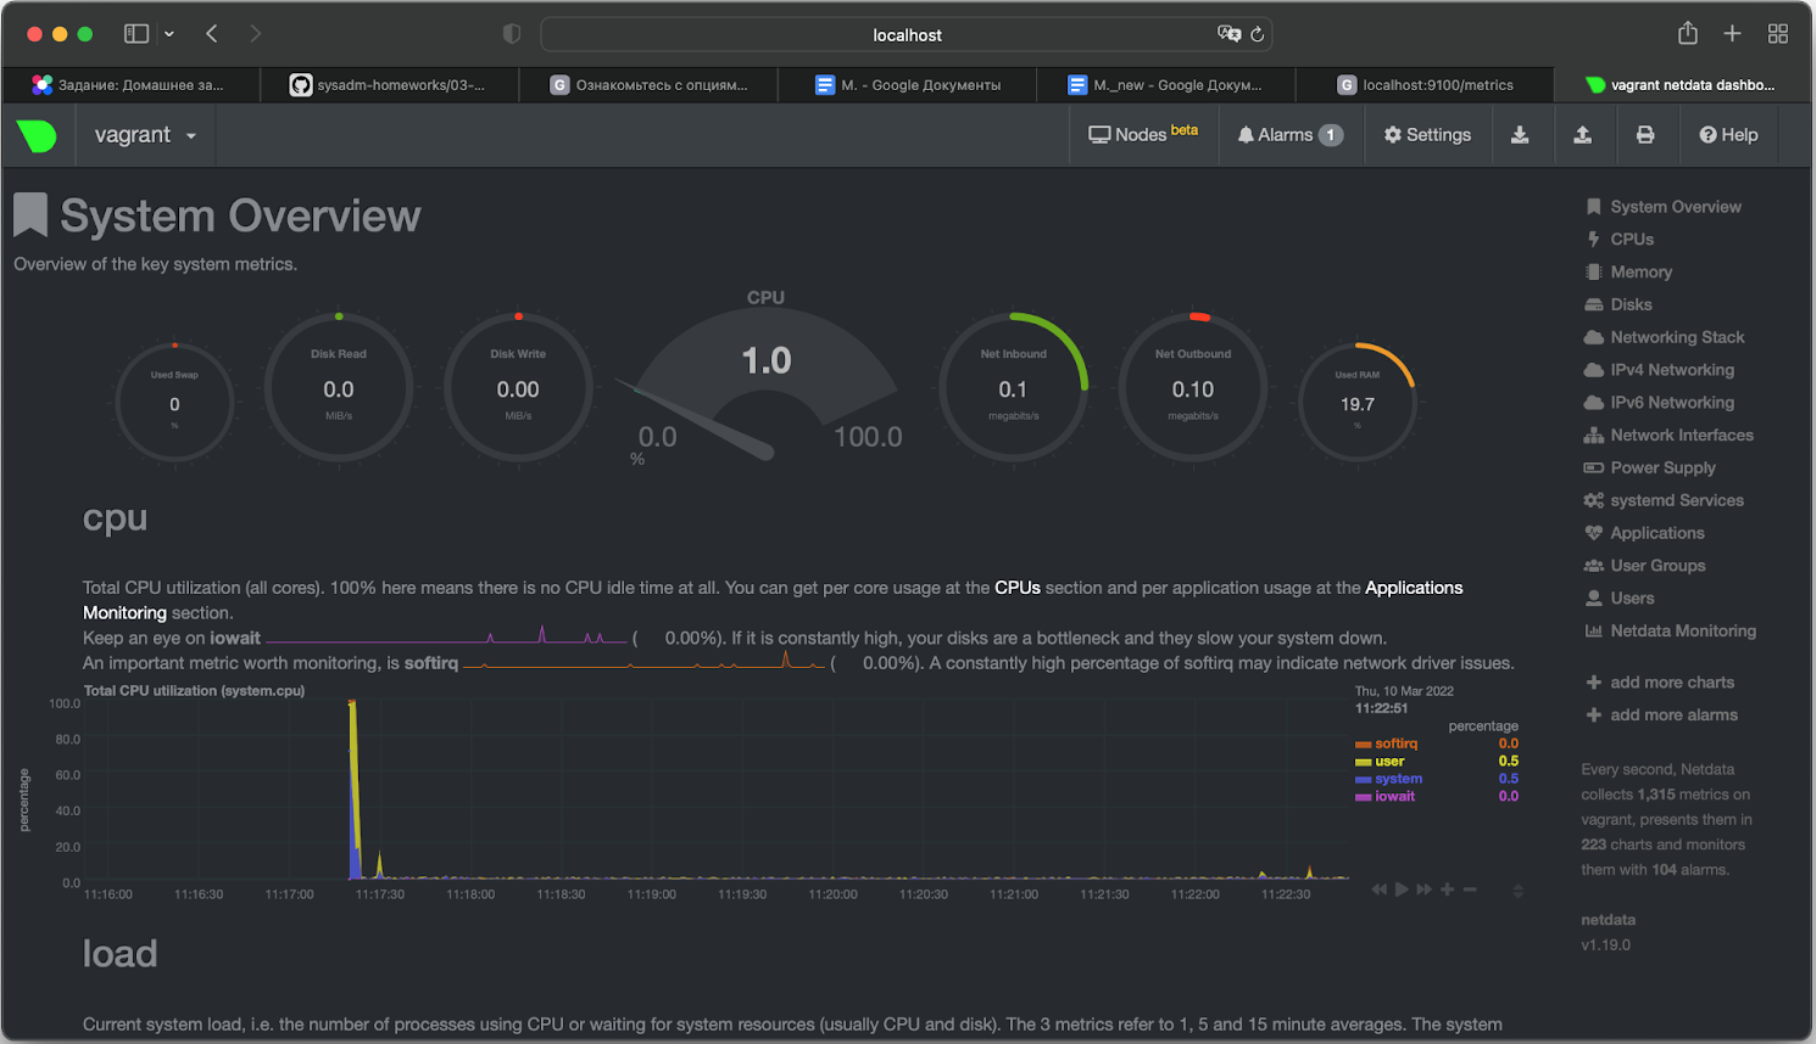 localhost
Задание: Домашнее за...
sysadm-homeworks/03-...
Ознакомьтесь с опциям...
M. - Google Документы
M._new - Google Докум...
localhost:9100/metrics
vagrant netdata dashbo...
vagrant
Nodes beta
Alarms 1
Settings
Help
System Overview
Overview of the key system metrics.
Used Swap
0
%
Disk Read
0.0
MiB/s
Disk Write
0.00
MiB/s
CPU
1.0
0.0
100.0
%
Net Inbound
0.1
megabits/s
Net Outbound
0.10
megabits/s
Used RAM
19.7
%
cpu
Total CPU utilization (all cores). 100% here means there is no CPU idle time at all. You can get per core usage at the CPUs section and per application usage at the Applications
Monitoring section.
Keep an eye on iowait ( 0.00%). If it is constantly high, your disks are a bottleneck and they slow your system down.
An important metric worth monitoring, is softirq ( 0.00%). A constantly high percentage of softirq may indicate network driver issues.
Total CPU utilization (system.cpu)
percentage
100.0
80.0
60.0
40.0
20.0
0.0
11:16:00 11:16:30 11:17:00 11:17:30 11:18:00 11:18:30 11:19:00 11:19:30 11:20:00 11:20:30 11:21:00 11:21:30 11:22:00 11:22:30
Thu, 10 Mar 2022
11:22:51
percentage
softirq 0.0
user 0.5
system 0.5
iowait 0.0
load
Current system load, i.e. the number of processes using CPU or waiting for system resources (usually CPU and disk). The 3 metrics refer to 1, 5 and 15 minute averages. The system
System Overview
CPUs
Memory
Disks
Networking Stack
IPv4 Networking
IPv6 Networking
Network Interfaces
Power Supply
systemd Services
Applications
User Groups
Users
Netdata Monitoring
add more charts
add more alarms
Every second, Netdata
collects 1,315 metrics on
vagrant, presents them in
223 charts and monitors
them with 104 alarms.
netdata
v1.19.0